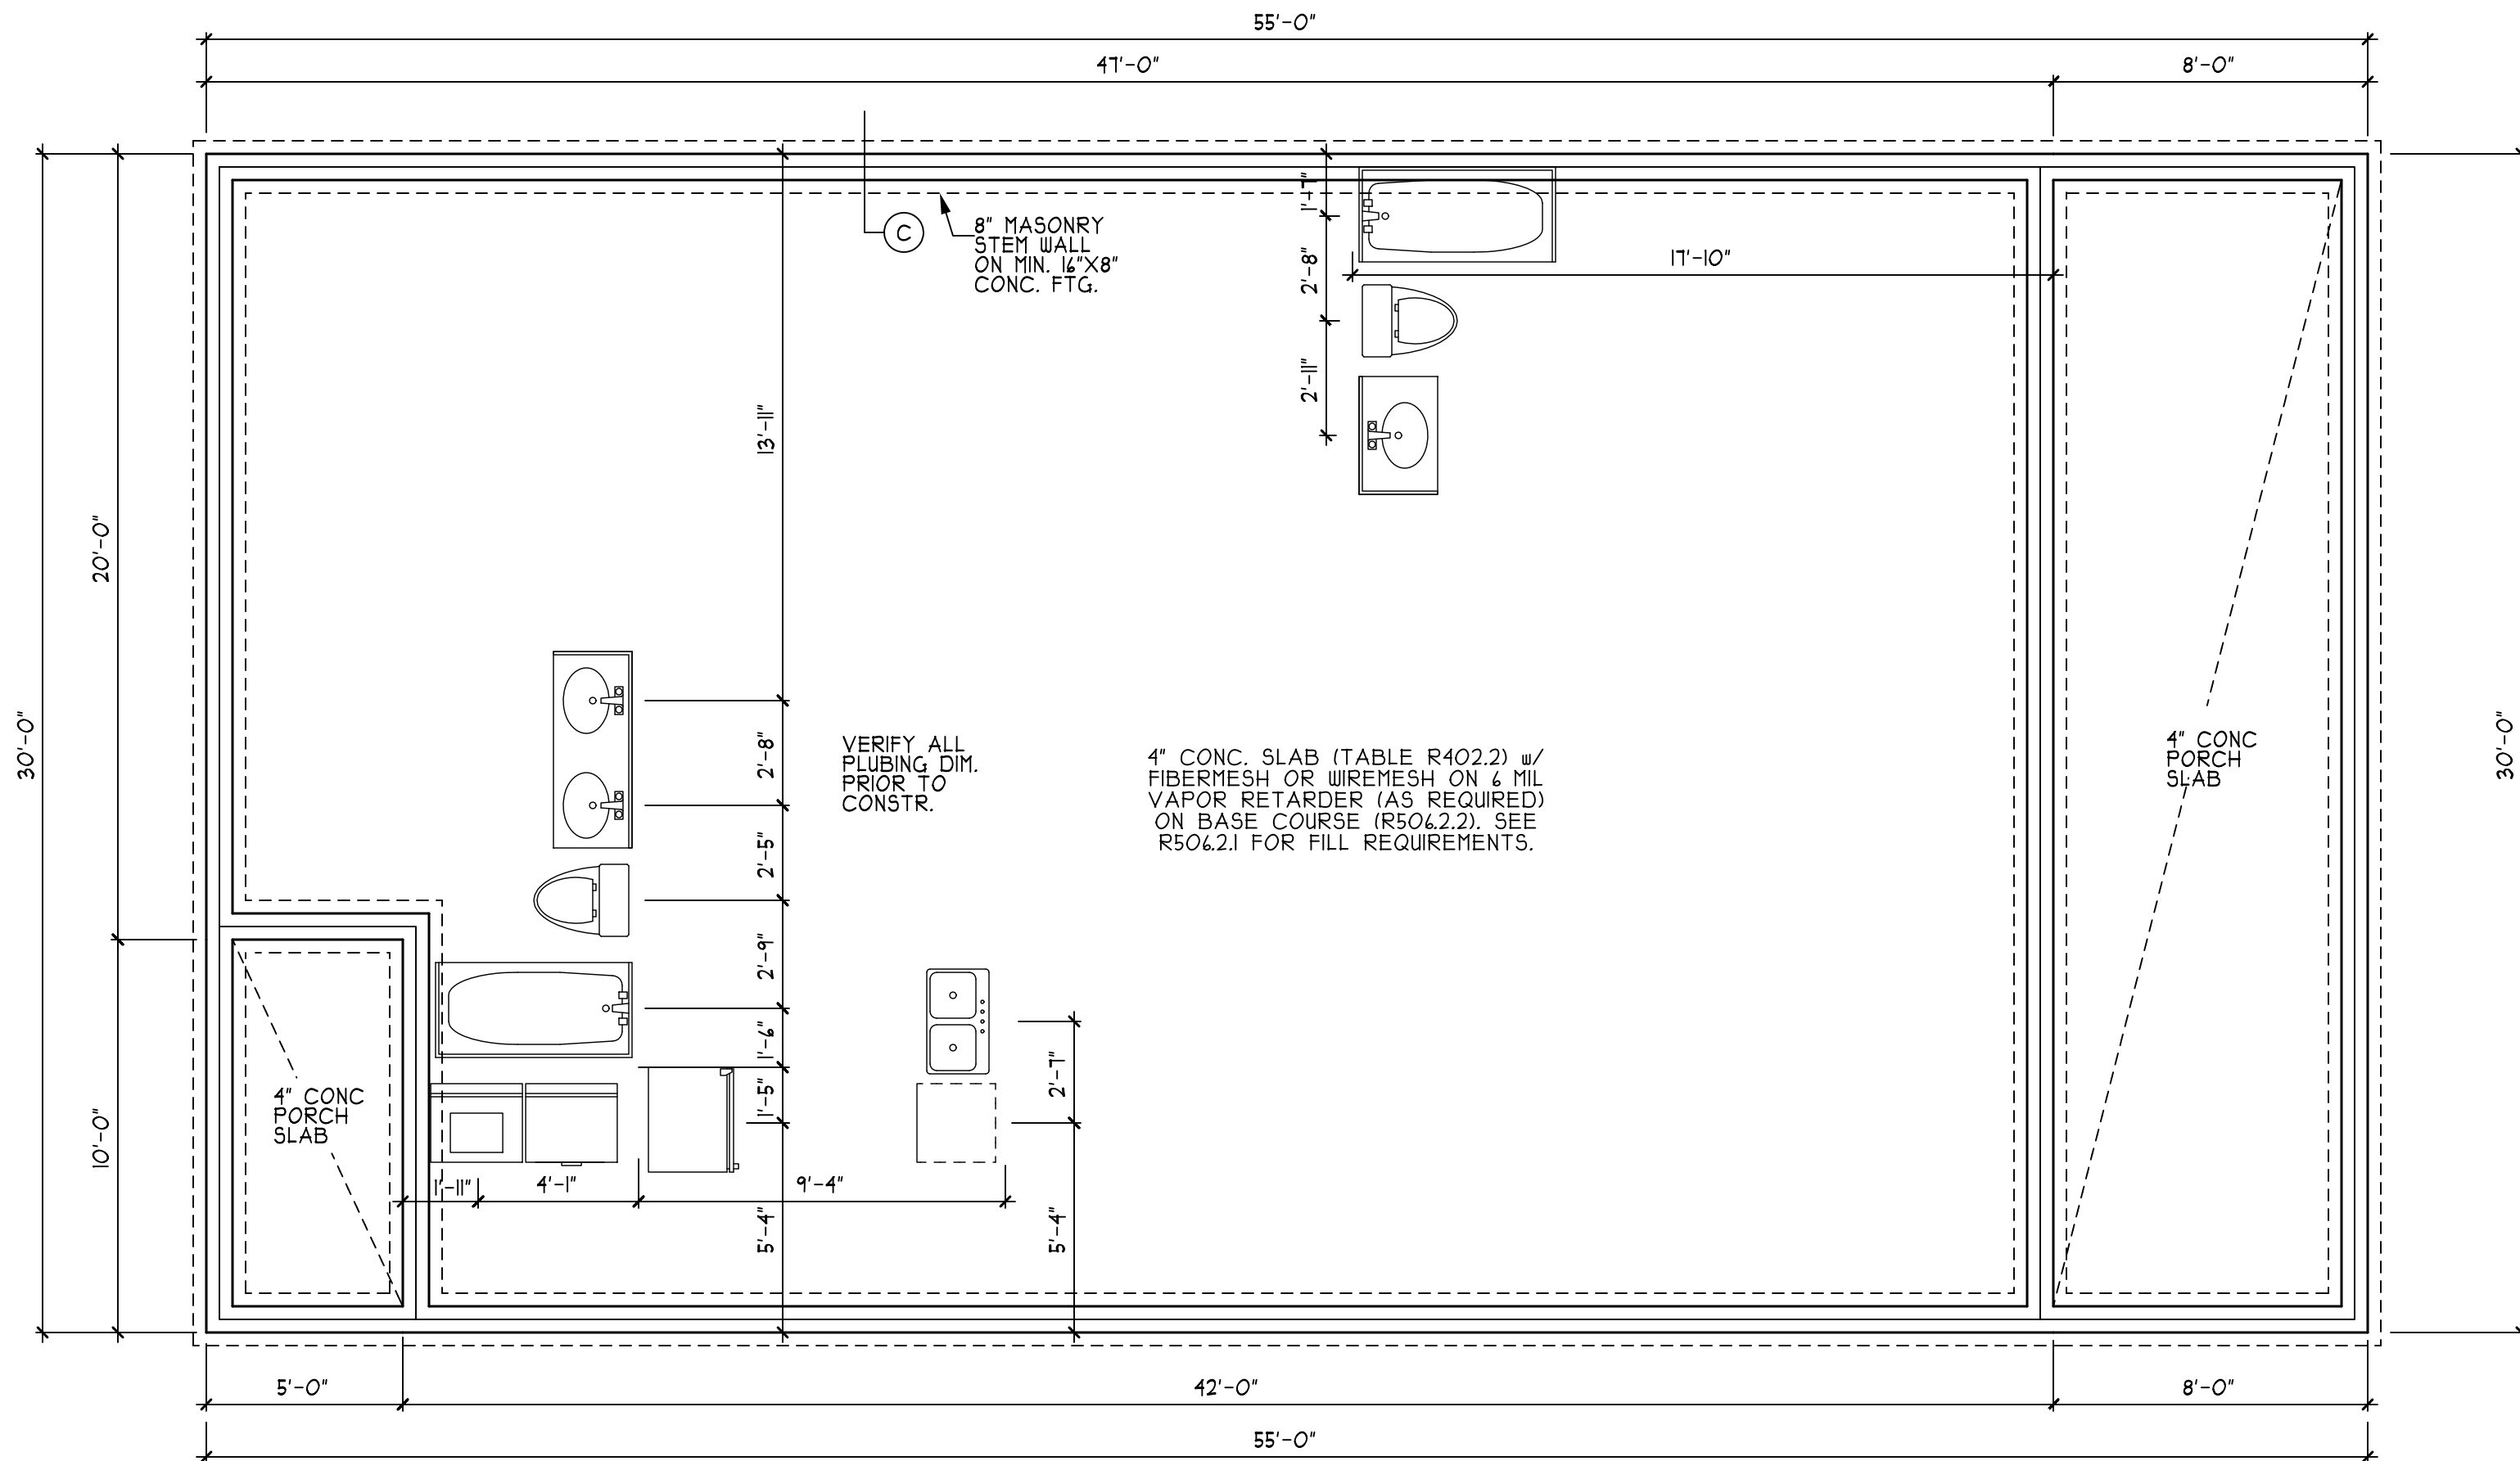 55'-0"
47'-0"
8'-0"
C
8" MASONRY
STEM WALL
ON MIN. 16"X8"
CONC. FTG.
1'-7"
2'-8"
2'-11"
17'-10"
13'-11"
20'-0"
30'-0"
10'-0"
2'-8"
2'-5"
2'-9"
1'-6"
1'-5"
5'-4"
VERIFY ALL
PLUBING DIM.
PRIOR TO
CONSTR.
4" CONC. SLAB (TABLE R402.2) w/
FIBERMESH OR WIREMESH ON 6 MIL
VAPOR RETARDER (AS REQUIRED)
ON BASE COURSE (R506.2.2). SEE
R506.2.1 FOR FILL REQUIREMENTS.
4" CONC
PORCH
SLAB
30'-0"
4" CONC
PORCH
SLAB
1'-11"
4'-1"
9'-4"
2'-7"
5'-4"
5'-0"
42'-0"
8'-0"
55'-0"